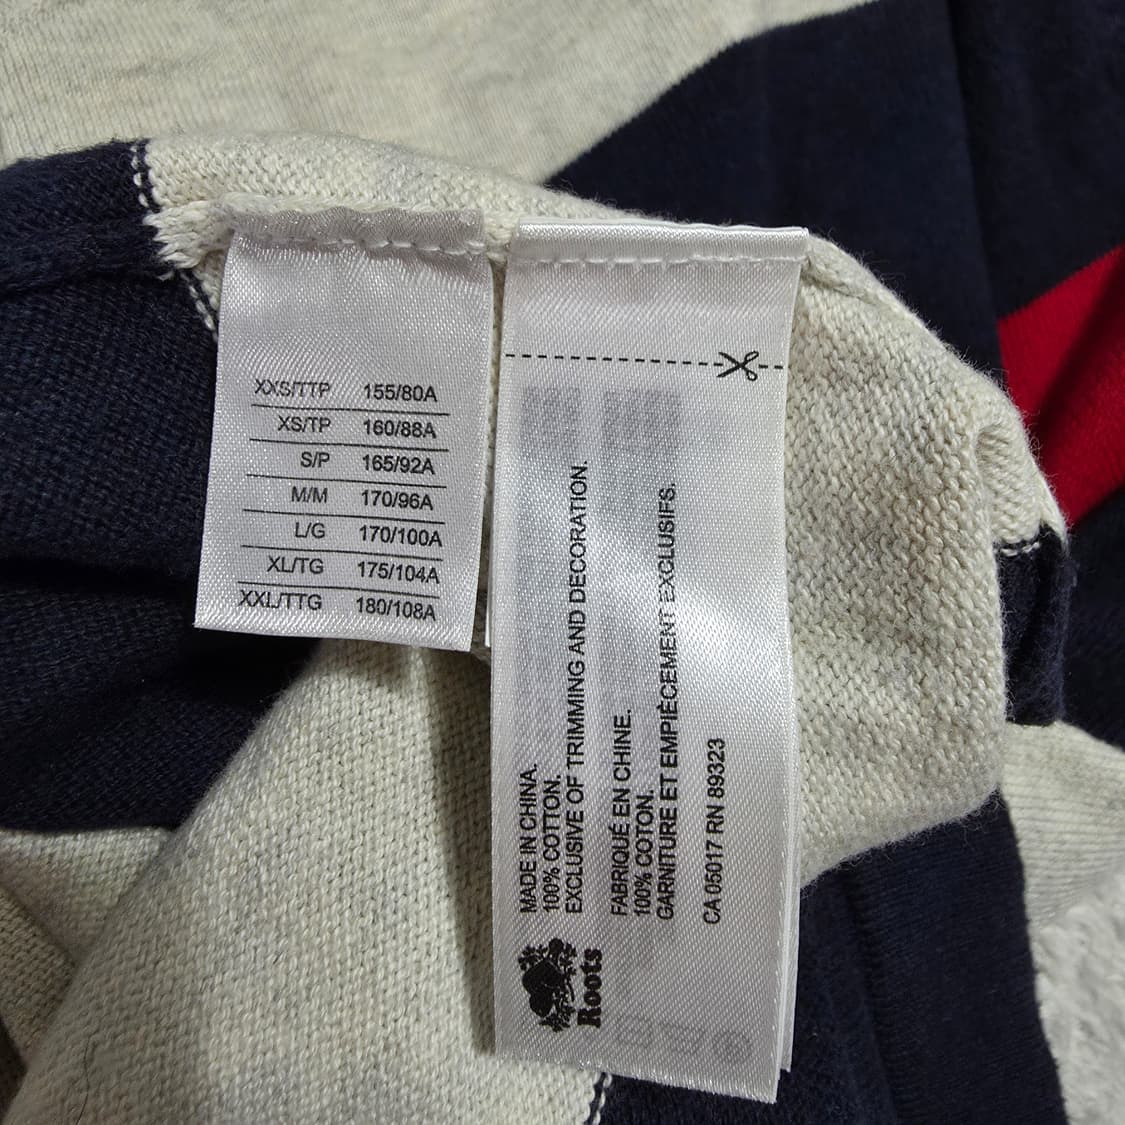 XXS/TTP 155/80A
XS/TP 160/88A
S/P 165/92A
M/M 170/96A
L/G 170/100A
XL/TG 175/104A
XXL/TTG 180/108A
MADE IN CHINA.
100% COTTON.
EXCLUSIVE OF TRIMMING AND DECORATION.
FABRIQUÉ EN CHINE.
100% COTON.
GARNITURE ET EMPIÈCEMENT EXCLUSIFS.
CA 05017 RN 89323
Roots